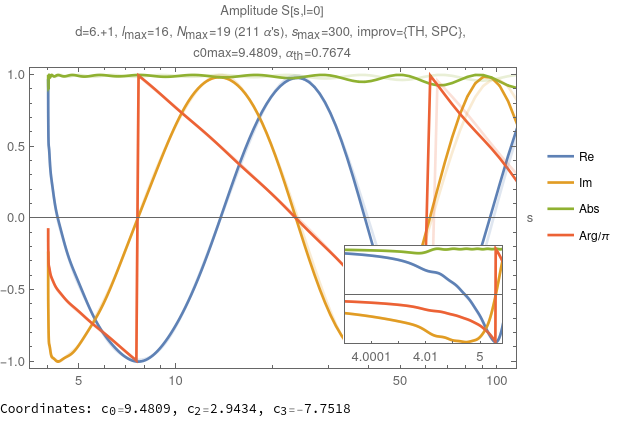 Amplitude S[s,l=0]
d=6.+1, lmax=16, Nmax=19 (211 α's), smax=300, improv={TH, SPC},
c0max=9.4809, αth=0.7674
1.0
0.5
0.0
−0.5
−1.0
5
10
50
100
s
4.0001
4.01
5
Re
Im
Abs
Arg/π
Coordinates: c0=9.4809, c2=2.9434, c3=-7.7518